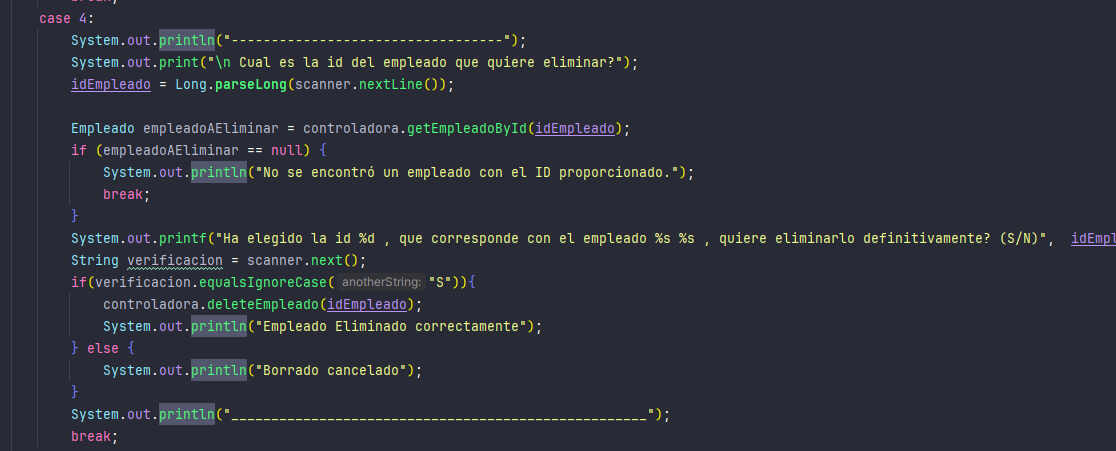 break;
case 4:
System.out.println("----------------------------------");
System.out.print("\n Cual es la id del empleado que quiere eliminar?");
idEmpleado = Long.parseLong(scanner.nextLine());
Empleado empleadoAEliminar = controladora.getEmpleadoById(idEmpleado);
if (empleadoAEliminar == null) {
System.out.println("No se encontró un empleado con el ID proporcionado.");
break;
}
System.out.printf("Ha elegido la id %d , que corresponde con el empleado %s %s , quiere eliminarlo definitivamente? (S/N)", idEmp
String verificacion = scanner.next();
if(verificacion.equalsIgnoreCase( anotherString: "S")){
controladora.deleteEmpleado(idEmpleado);
System.out.println("Empleado Eliminado correctamente");
} else {
System.out.println("Borrado cancelado");
}
System.out.println("____________________________________________________");
break;